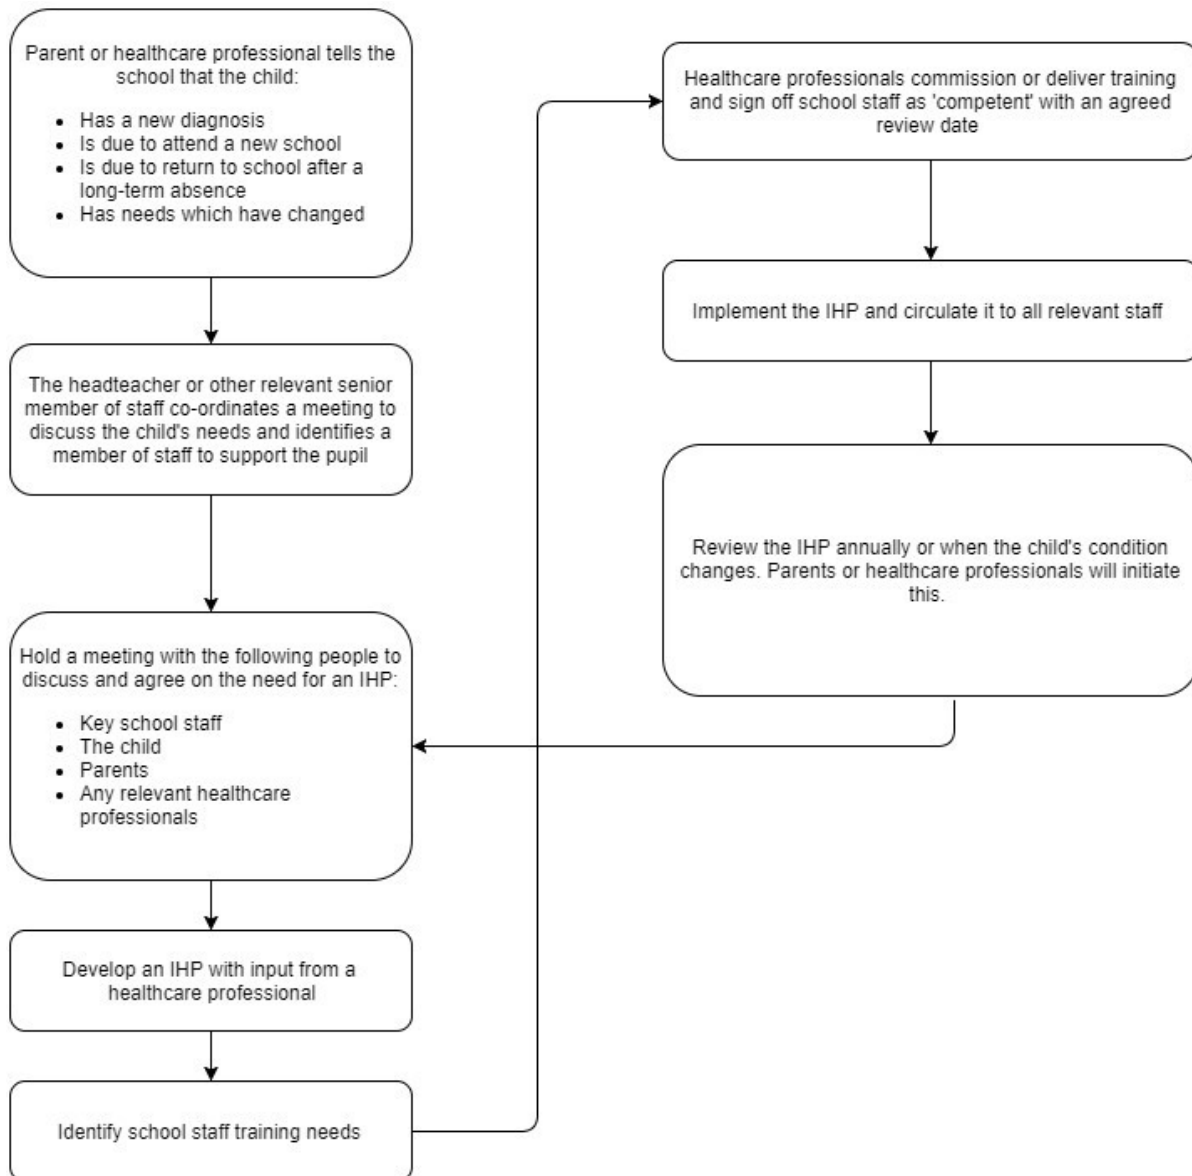 Parent or healthcare professional tells the
school that the child:
• Has a new diagnosis
• Is due to attend a new school
• Is due to return to school after a
long-term absence
• Has needs which have changed
The headteacher or other relevant senior
member of staff co-ordinates a meeting to
discuss the child's needs and identifies a
member of staff to support the pupil
Hold a meeting with the following people to
discuss and agree on the need for an IHP:
• Key school staff
• The child
• Parents
• Any relevant healthcare
professionals
Develop an IHP with input from a
healthcare professional
Identify school staff training needs
Healthcare professionals commission or deliver training
and sign off school staff as 'competent' with an agreed
review date
Implement the IHP and circulate it to all relevant staff
Review the IHP annually or when the child's condition
changes. Parents or healthcare professionals will initiate
this.